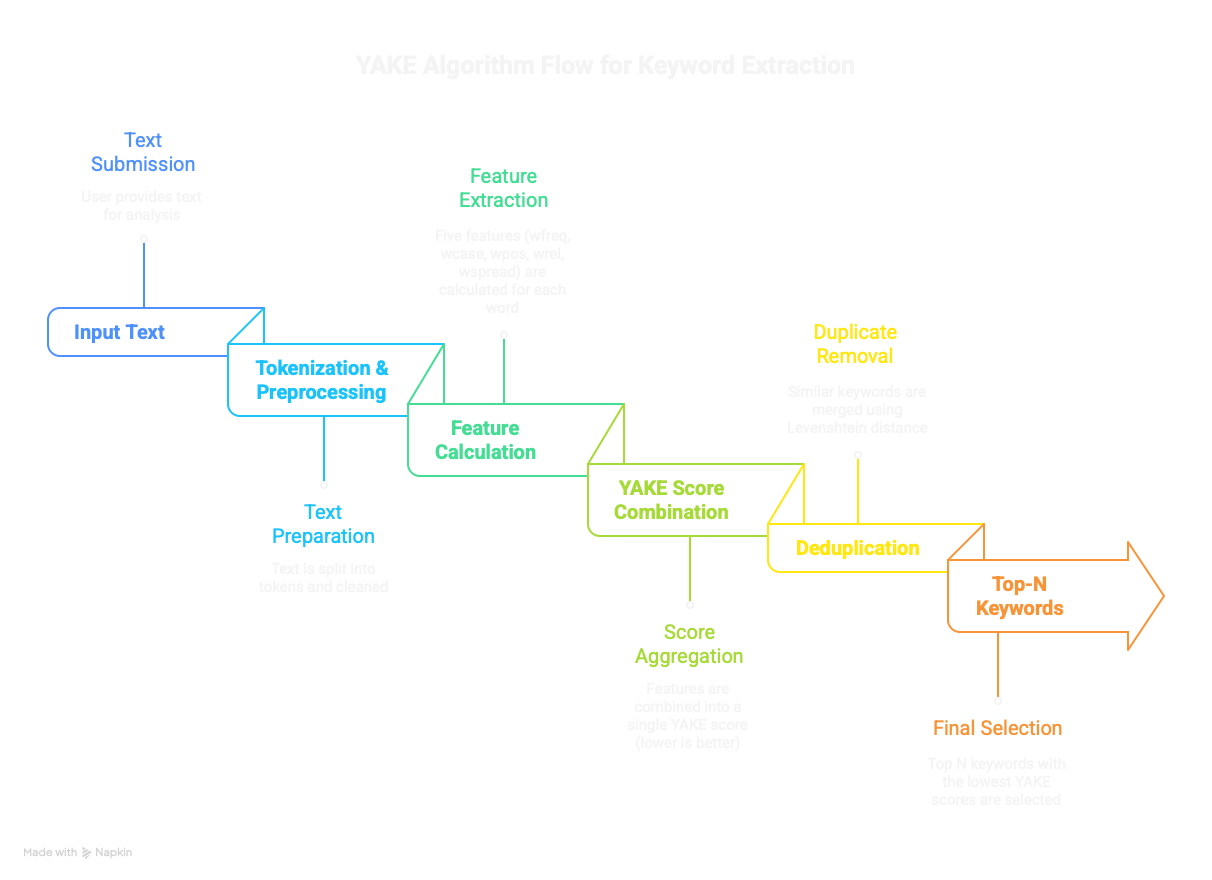 YAKE Algorithm Flow for Keyword Extraction
Text
Submission
User provides text
for analysis
Input Text
Tokenization &
Preprocessing
Text
Preparation
Text is split into
tokens and cleaned
Feature
Extraction
Five features (wfreq,
wcase, wpos, wrel,
wspread) are
calculated for each
word
Feature
Calculation
YAKE Score
Combination
Score
Aggregation
Features are
combined into a
single YAKE score
(lower is better)
Duplicate
Removal
Similar keywords are
merged using
Levenshtein distance
Deduplication
Top-N
Keywords
Final Selection
Top N keywords with
the lowest YAKE
scores are selected
Made with Napkin